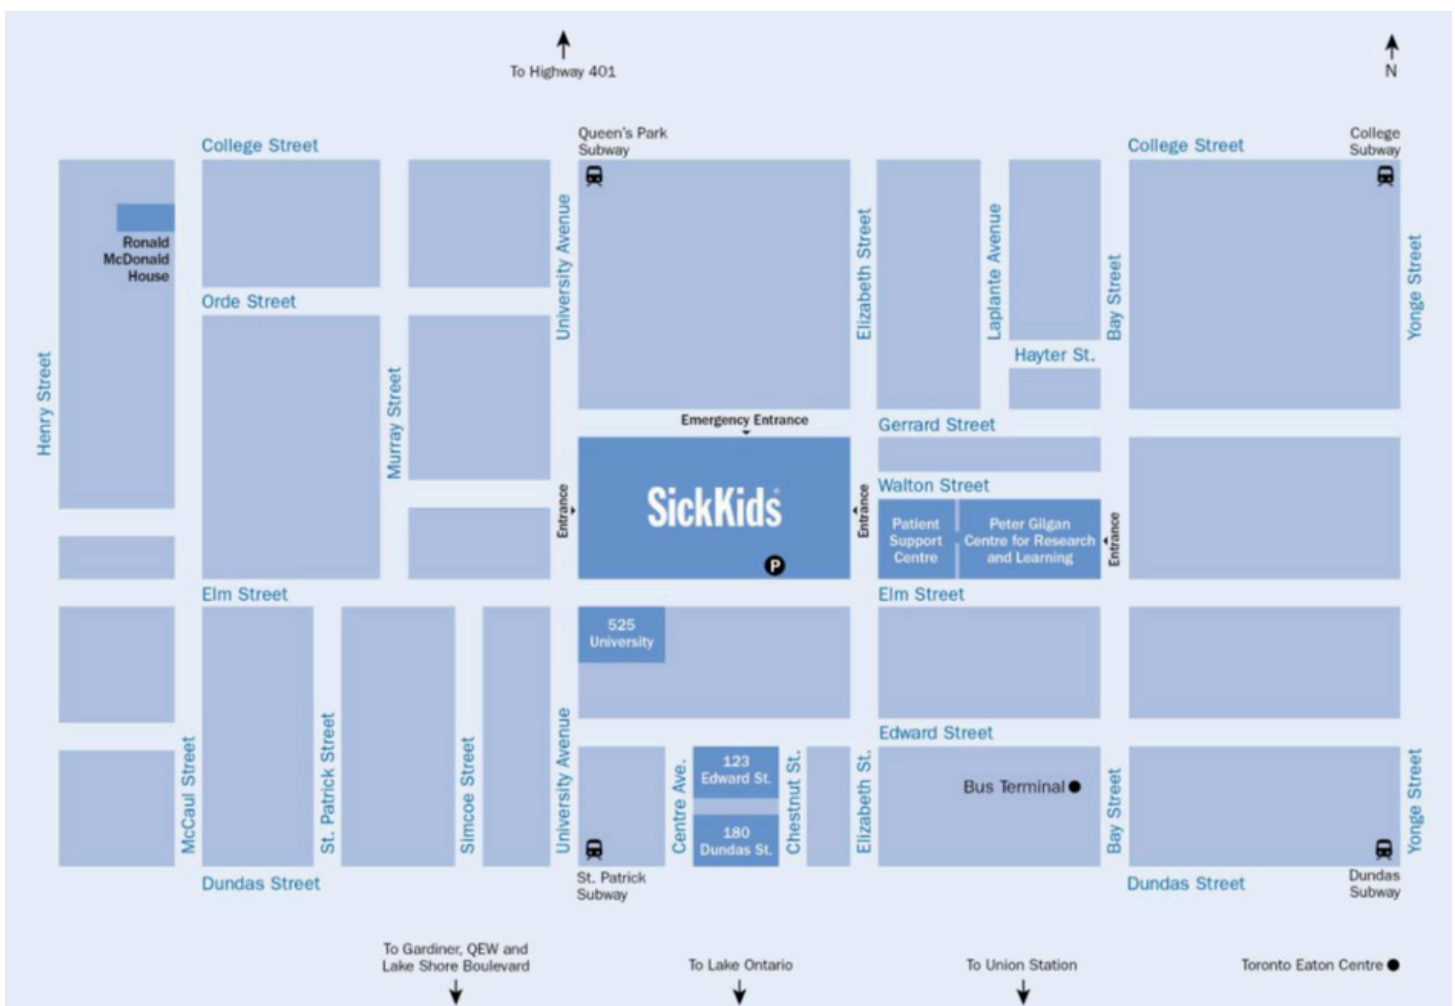 To Highway 401
N
College Street
Queen's Park
Subway
College Street
College
Subway
Ronald
McDonald
House
University Avenue
Elizabeth Street
Laplante Avenue
Bay Street
Yonge Street
Orde Street
Henry Street
Murray Street
Hayter St.
Emergency Entrance
Gerrard Street
Entrance
SickKids®
P
Entrance
Walton Street
Patient
Support
Centre
Peter Gilgan
Centre for Research
and Learning
Entrance
Elm Street
Elm Street
525
University
McCaul Street
St. Patrick Street
Simcoe Street
University Avenue
Edward Street
Centre Ave.
123
Edward St.
180
Dundas St.
Chestnut St.
Elizabeth St.
Bus Terminal
Bay Street
Yonge Street
Dundas Street
St. Patrick
Subway
Dundas Street
Dundas
Subway
To Gardiner, QEW and
Lake Shore Boulevard
To Lake Ontario
To Union Station
Toronto Eaton Centre